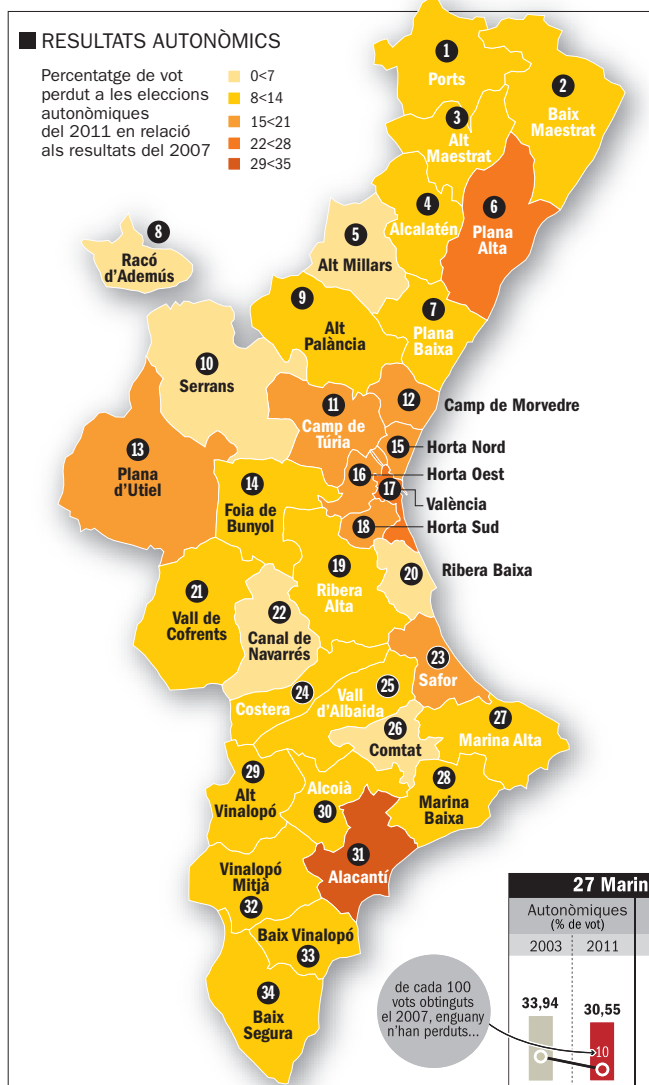 RESULTATS AUTONÒMICS
Percentatge de vot
perdut a les eleccions
autonòmiques
del 2011 en relació
als resultats del 2007
0<7
8<14
15<21
22<28
29<35
1
Ports
2
Baix
Maestrat
3
Alt
Maestrat
4
Alcalatén
5
Alt Millars
6
Plana
Alta
7
Plana
Baixa
8
Racó
d'Ademús
9
Alt
Palància
10
Serrans
11
Camp de
Túria
12
Camp de Morvedre
13
Plana
d'Utiel
14
Foia de
Bunyol
15
Horta Nord
16
Horta Oest
17
València
18
Horta Sud
19
Ribera
Alta
20
Ribera Baixa
21
Vall de
Cofrents
22
Canal de
Navarrés
23
Safor
24
Costera
25
Vall
d'Albaida
26
Comtat
27
Marina Alta
28
Marina
Baixa
29
Alt
Vinalopó
Alcoià
30
31
Alacantí
Vinalopó
Mitjà
32
Baix Vinalopó
33
34
Baix
Segura
27 Marin
Autonòmiques
(% de vot)
2003 2011
de cada 100
vots obtinguts
el 2007, enguany
n'han perduts...
33,94
30,55
10